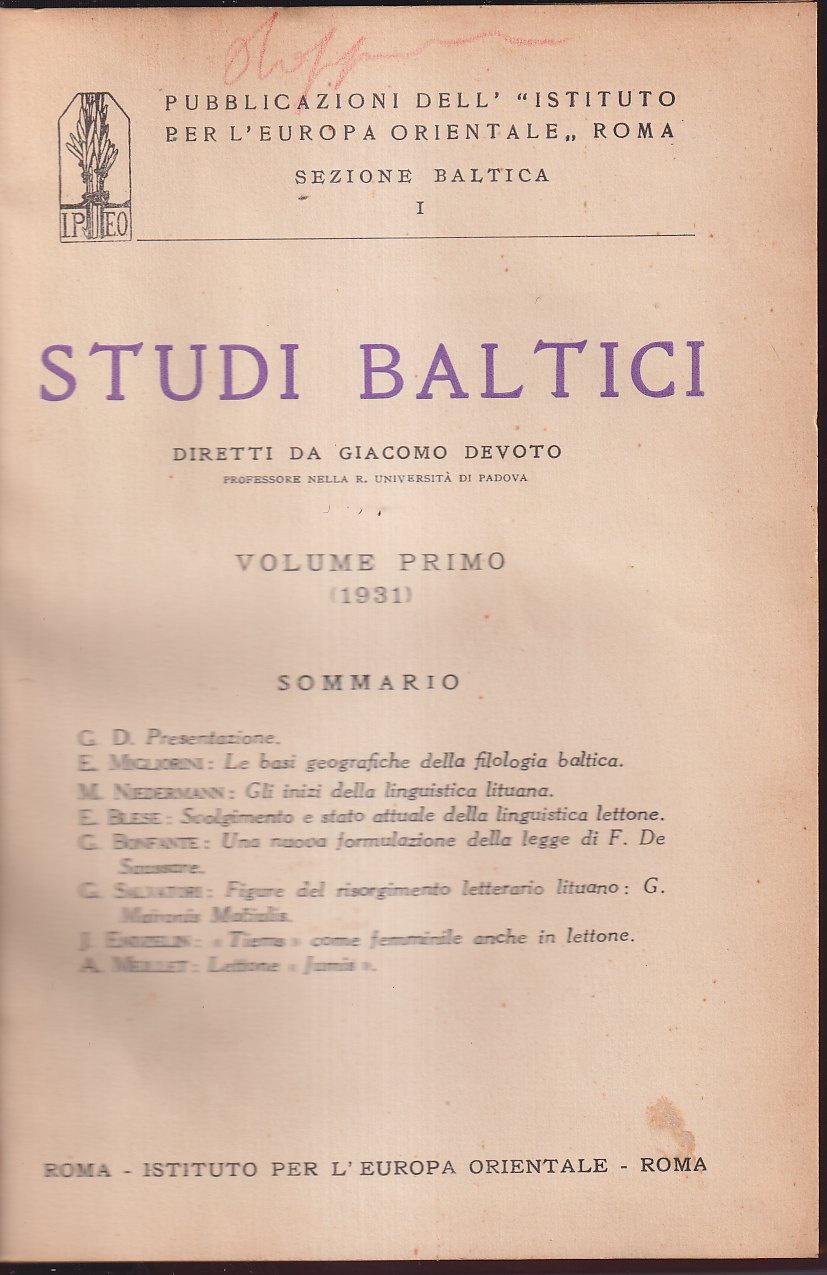 PUBBLICAZIONI DELL' “ISTITUTO
PER L'EUROPA ORIENTALE„ ROMA
SEZIONE BALTICA
I
IPEO
STUDI BALTICI
DIRETTI DA GIACOMO DEVOTO
PROFESSORE NELLA R. UNIVERSITÀ DI PADOVA
VOLUME PRIMO
(1931)
SOMMARIO
G. D. Presentazione.
E. MIGLIORINI: Le basi geografiche della filologia baltica.
M. NIEDERMANN: Gli inizi della linguistica lituana.
E. BLESE: Svolgimento e stato attuale della linguistica lettone.
G. BONFANTE: Una nuova formulazione della legge di F. De
Saussure.
G. SALVATORI: Figure del risorgimento letterario lituano: G.
Maironis
J. ENDZELIN: « » come femminile anche in lettone.
A. MEILLET: Lettone « Jumis ».
ROMA - ISTITUTO PER L'EUROPA ORIENTALE - ROMA